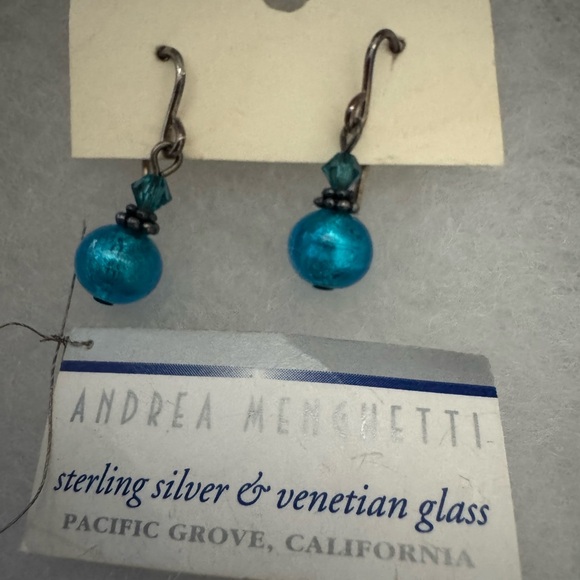 ANDREA MENGHETTI
sterling silver & venetian glass
PACIFIC GROVE, CALIFORNIA